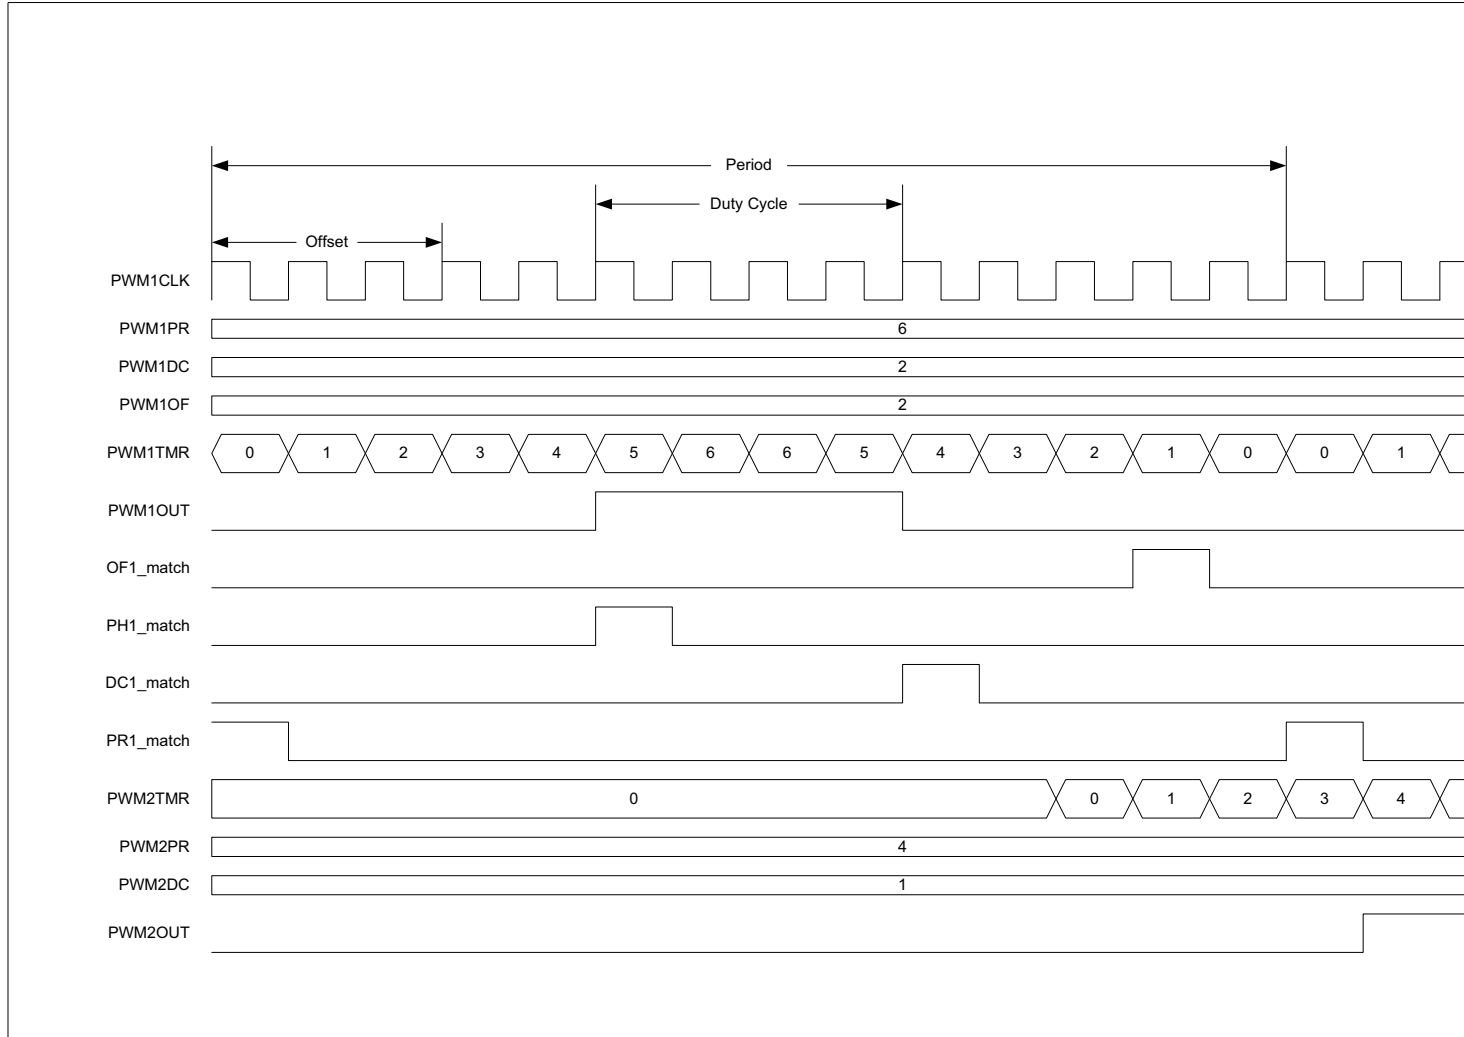 Period
Duty Cycle
Offset
PWM1CLK
PWM1PR 6
PWM1DC 2
PWM1OF 2
PWM1TMR 0 1 2 3 4 5 6 6 5 4 3 2 1 0 0 1
PWM1OUT
OF1_match
PH1_match
DC1_match
PR1_match
PWM2TMR 0 0 1 2 3 4
PWM2PR 4
PWM2DC 1
PWM2OUT